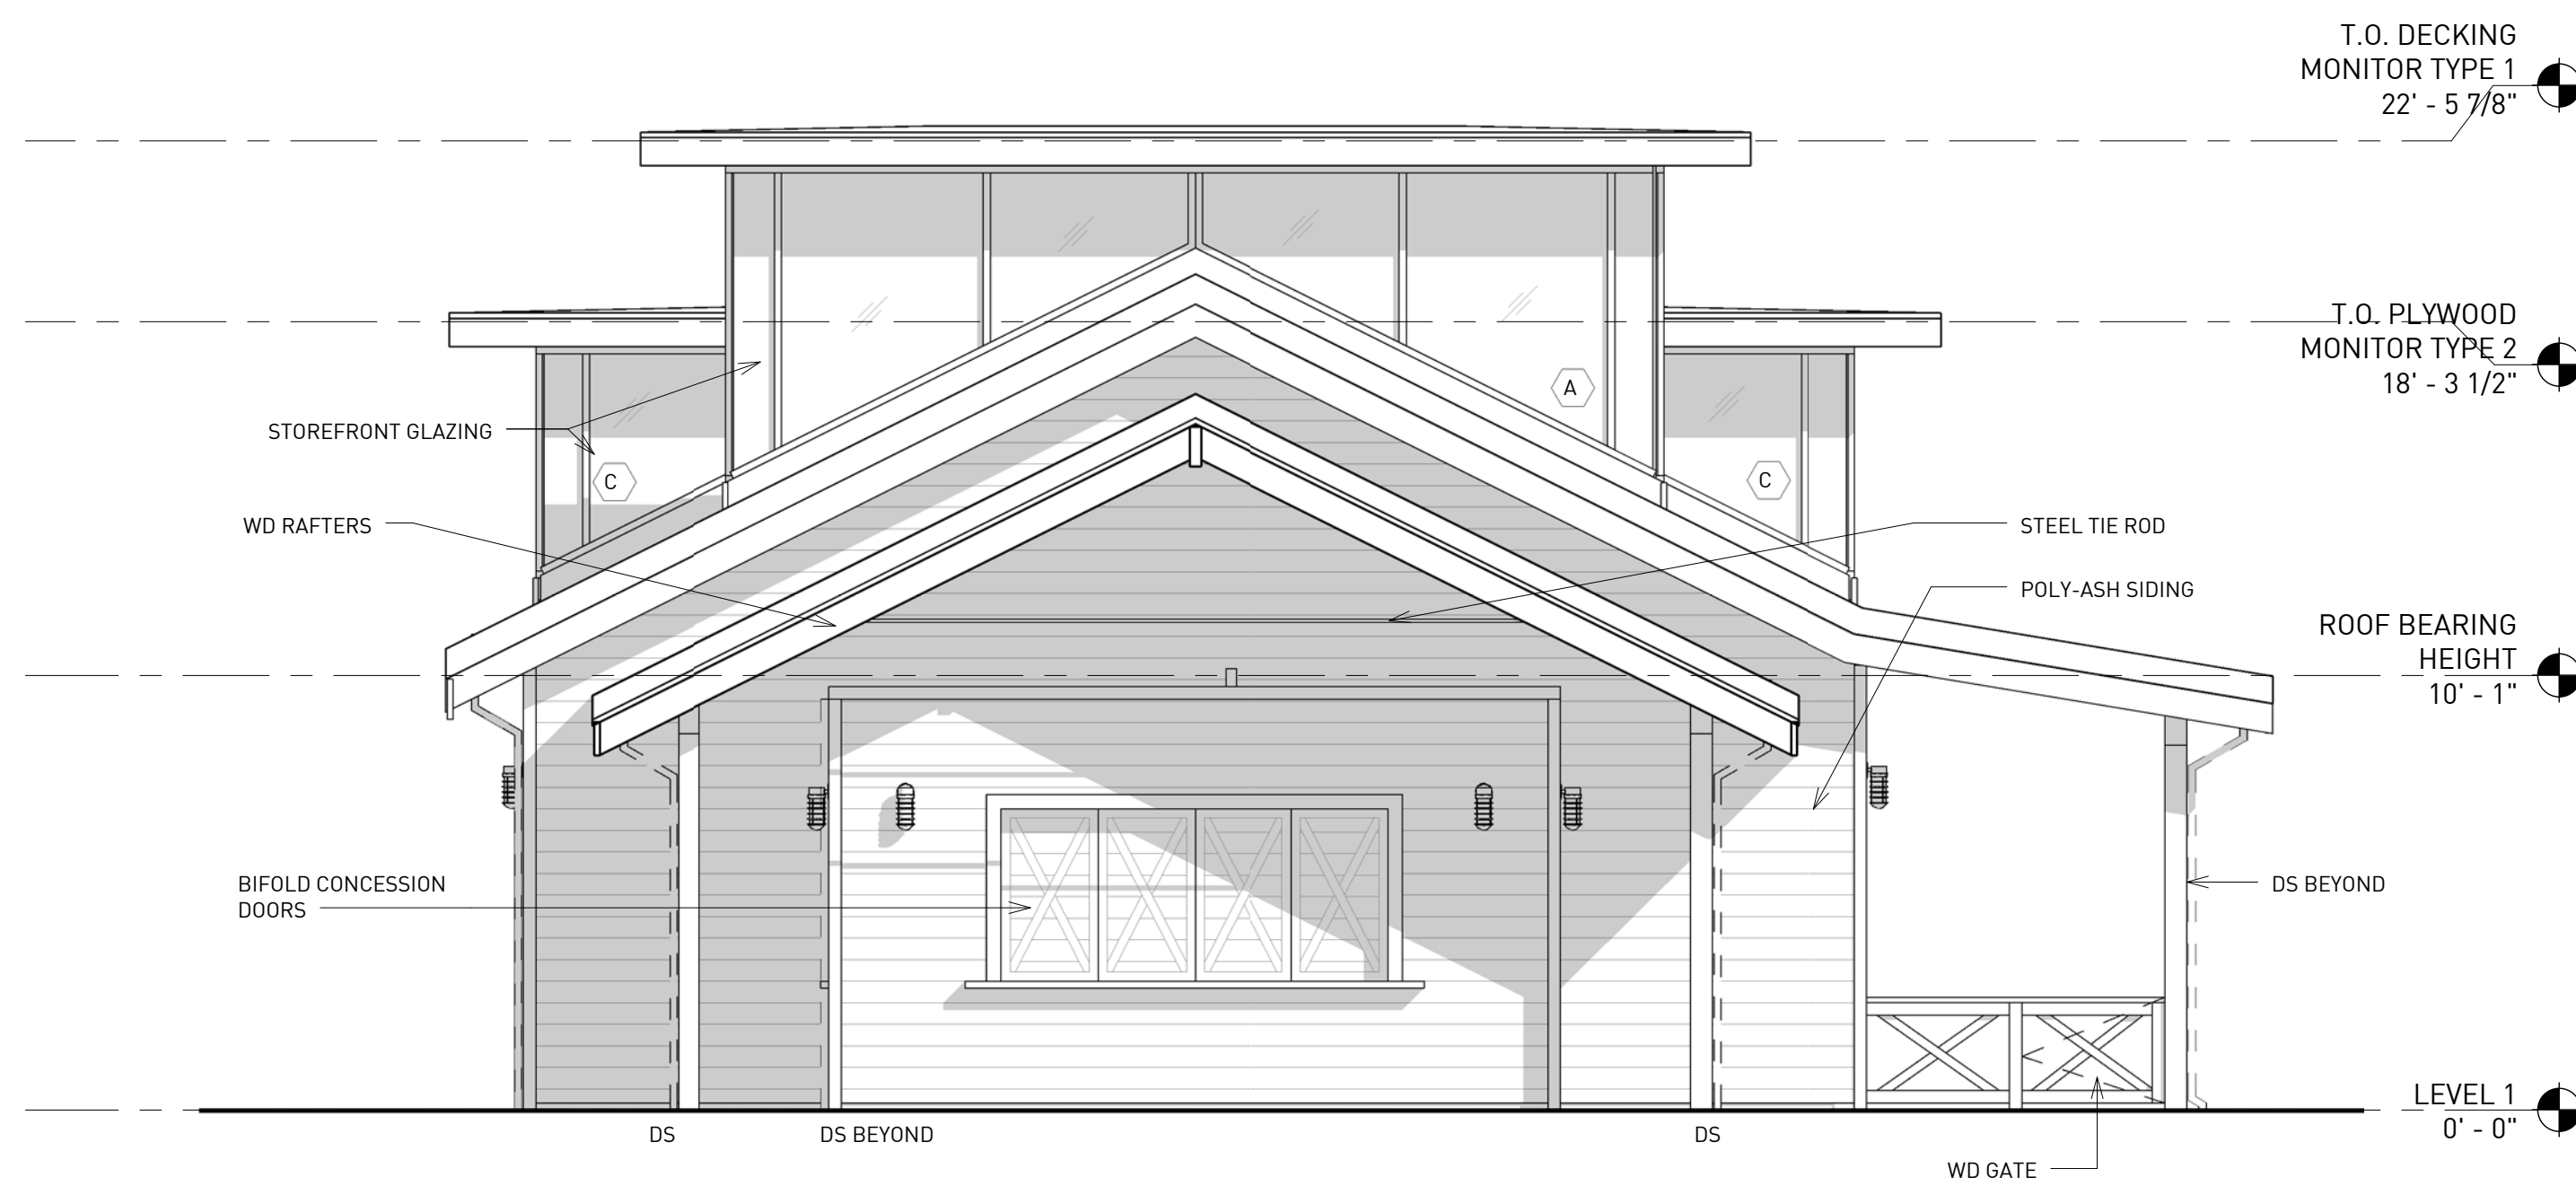 T.O. DECKING
MONITOR TYPE 1
22' - 5 7/8"
T.O. PLYWOOD
MONITOR TYPE 2
18' - 3 1/2"
A
STOREFRONT GLAZING
C
C
WD RAFTERS
STEEL TIE ROD
POLY-ASH SIDING
ROOF BEARING
HEIGHT
10' - 1"
BIFOLD CONCESSION
DOORS
DS BEYOND
LEVEL 1
0' - 0"
DS
DS BEYOND
DS
WD GATE